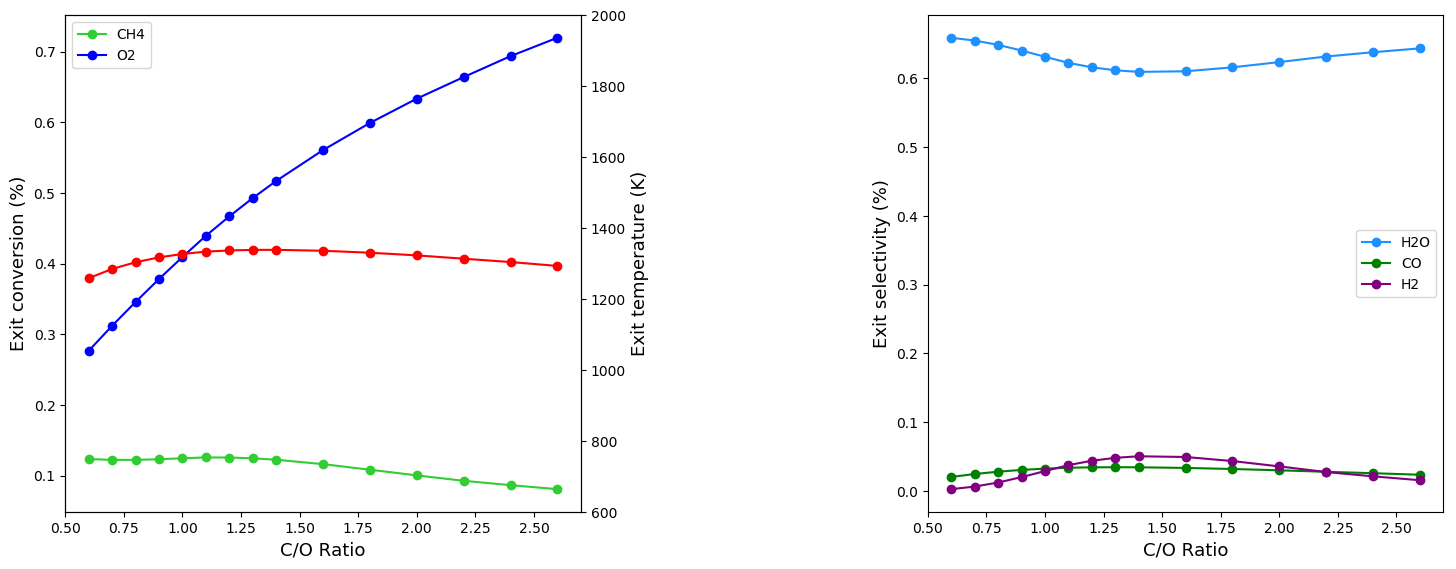 CH4
O2
0.7
0.6
0.5
0.4
0.3
0.2
0.1
Exit conversion (%)
2000
1800
1600
1400
1200
1000
800
600
Exit temperature (K)
0.50 0.75 1.00 1.25 1.50 1.75 2.00 2.25 2.50
C/O Ratio
0.6
0.5
0.4
0.3
0.2
0.1
0.0
Exit selectivity (%)
H2O
CO
H2
0.50 0.75 1.00 1.25 1.50 1.75 2.00 2.25 2.50
C/O Ratio